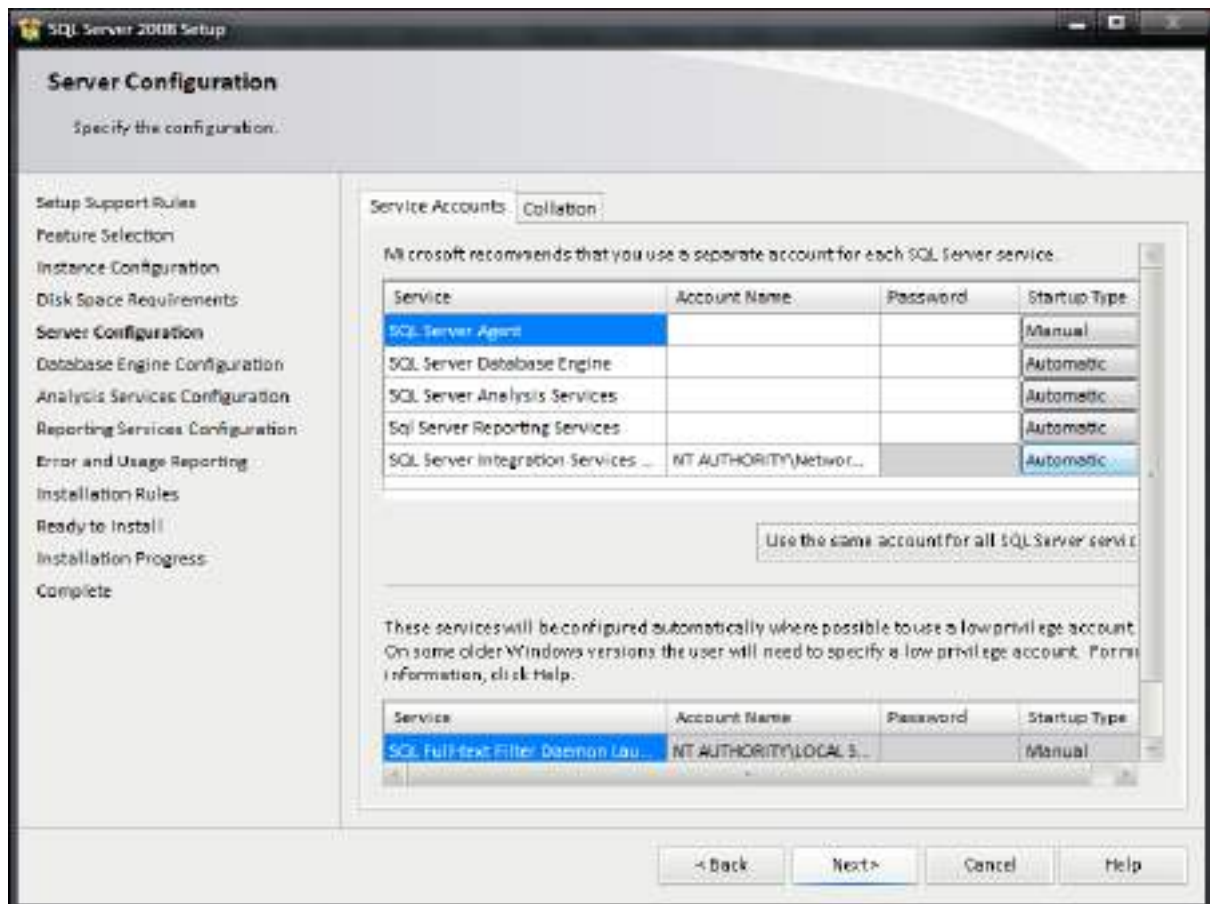 SQL Server 2008 Setup
Server Configuration
Specify the configuration.
Setup Support Rules
Feature Selection
Instance Configuration
Disk Space Requirements
Server Configuration
Database Engine Configuration
Analysis Services Configuration
Reporting Services Configuration
Error and Usage Reporting
Installation Rules
Ready to Install
Installation Progress
Complete
Service Accounts Collation
Microsoft recommends that you use a separate account for each SQL Server service.
Service Account Name Password Startup Type
SQL Server Agent Manual
SQL Server Database Engine Automatic
SQL Server Analysis Services Automatic
Sql Server Reporting Services Automatic
SQL Server Integration Services ... NT AUTHORITY\Networ... Automatic
Use the same account for all SQL Server servic
These services will be configured automatically where possible to use a low privilege account
On some older Windows versions the user will need to specify a low privilege account. For
information, click Help.
Service Account Name Password Startup Type
SQL Full-text Filter Daemon Lau... NT AUTHORITY\LOCAL S... Manual
< Back Next > Cancel Help